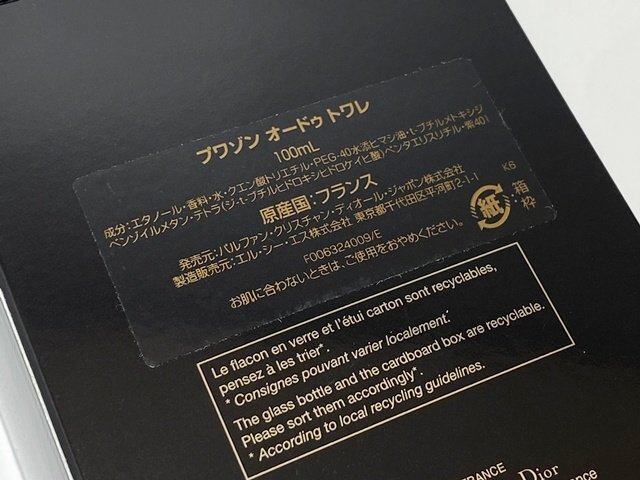 プワゾン オードゥ トワレ
100mL
成分：エタノール・香料・水・クエン酸トリエチル・PEG-40水添ヒマシ油・t-ブチルメトキシジ
ベンゾイルメタン・テトラ(ジ-t-ブチルヒドロキシヒドロケイヒ酸)ペンタエリスリチル・紫401
原産国：フランス
K6
発売元：パルファン・クリスチャン・ディオール・ジャポン株式会社
製造販売元：エル・シー・エス株式会社 東京都千代田区平河町2-1-1
紙 箱 枠
F006324009/E
お肌に合わないときは、ご使用をおやめください。
Le flacon en verre et l'étui carton sont recyclables,
pensez à les trier*.
* Consignes pouvant varier localement.
The glass bottle and the cardboard box are recyclable.
Please sort them accordingly*.
* According to local recycling guidelines.
FRANCE
Dior